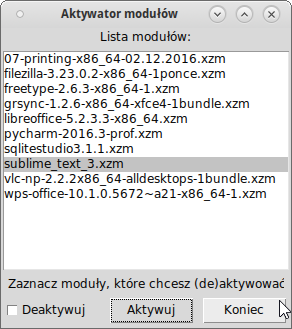 Aktywator modułów
Lista modułów:
07-printing-x86_64-02.12.2016.xzm
filezilla-3.23.0.2-x86_64-1ponce.xzm
freetype-2.6.3-x86_64-1.xzm
grsync-1.2.6-x86_64-xfce4-1bundle.xzm
libreoffice-5.2.3.3-x86_64.xzm
pycharm-2016.3-prof.xzm
sqlitestudio3.1.1.xzm
sublime_text_3.xzm
vlc-np-2.2.2x86_64-alldesktops-1bundle.xzm
wps-office-10.1.0.5672~a21-x86_64-1.xzm
Zaznacz moduły, które chcesz (de)aktywować
Deaktywuj
Aktywuj
Koniec